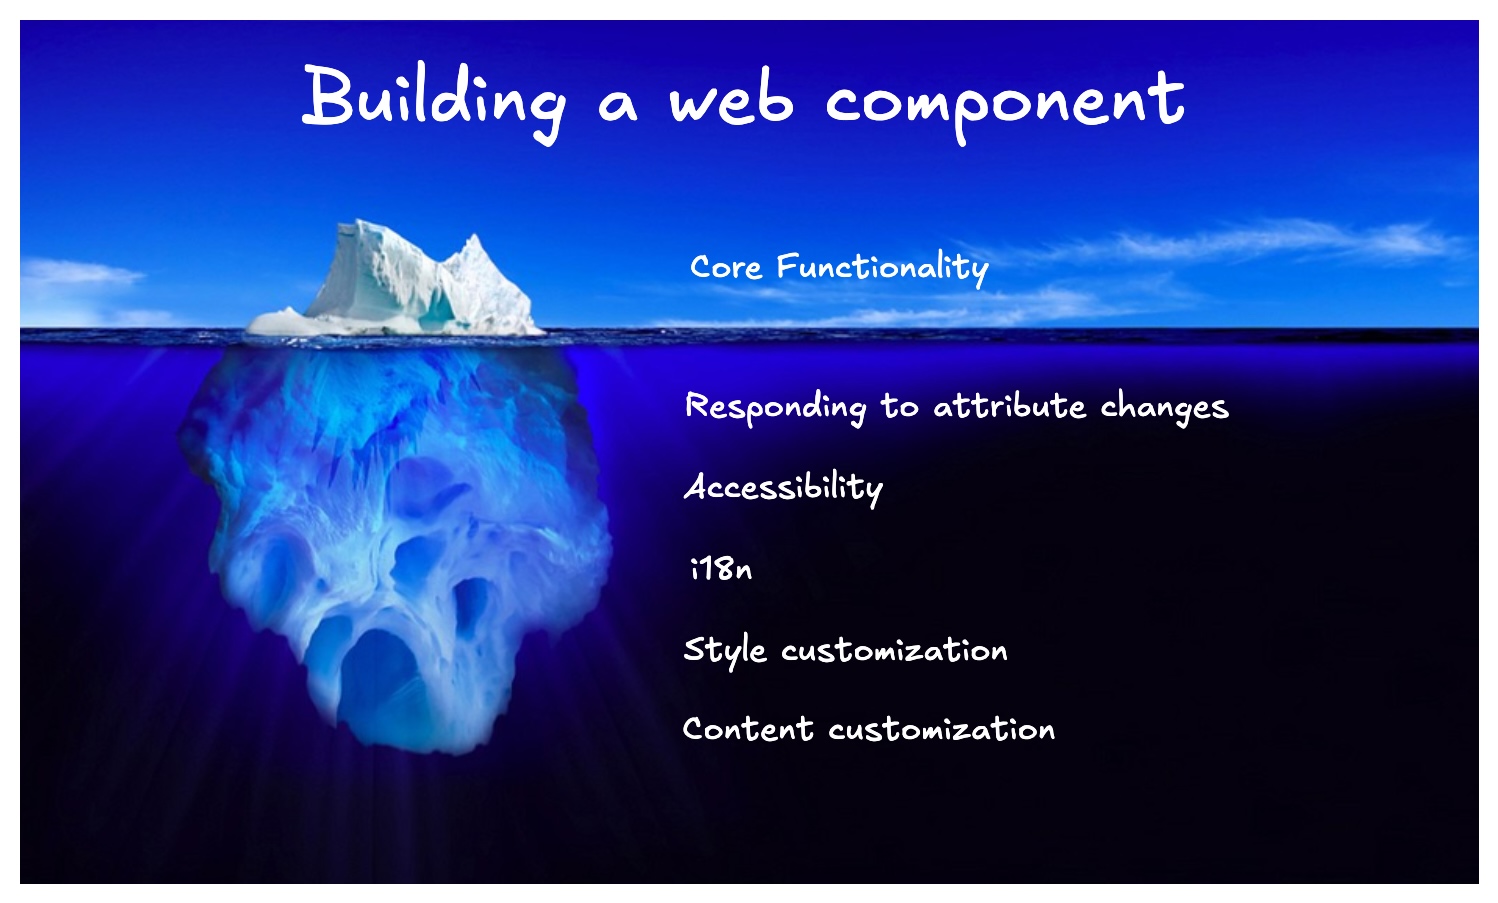 Building a web component
Core Functionality
Responding to attribute changes
Accessibility
i18n
Style customization
Content customization